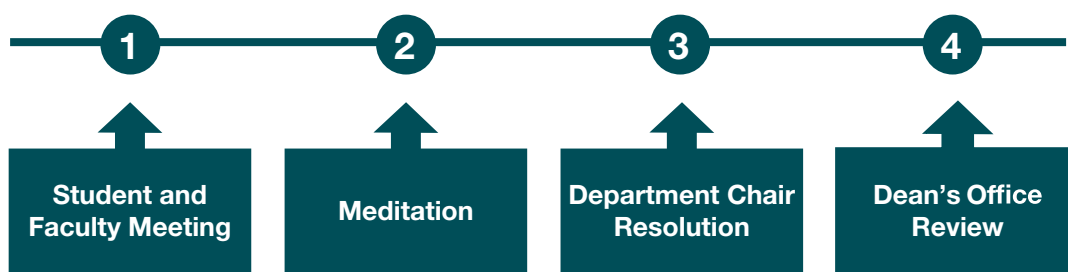 1
2
3
4
Student and
Faculty Meeting
Meditation
Department Chair
Resolution
Dean's Office
Review